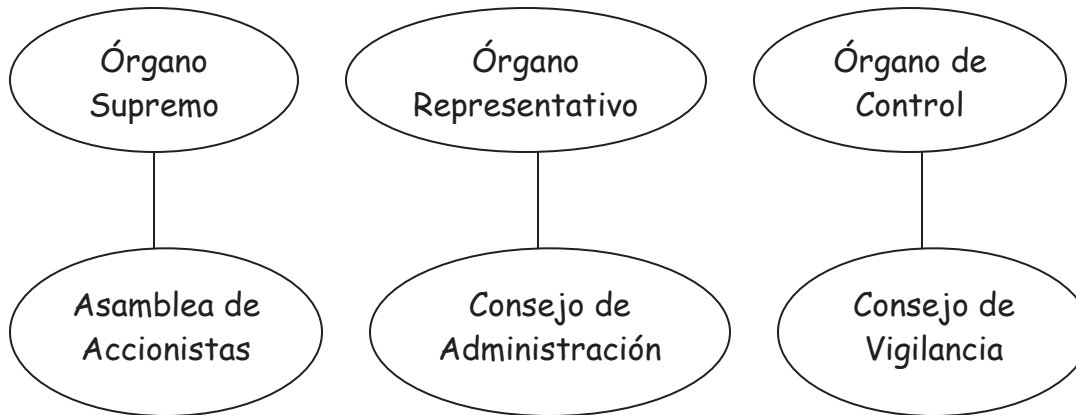 Órgano
Supremo
Órgano
Representativo
Órgano de
Control
Asamblea de
Accionistas
Consejo de
Administración
Consejo de
Vigilancia